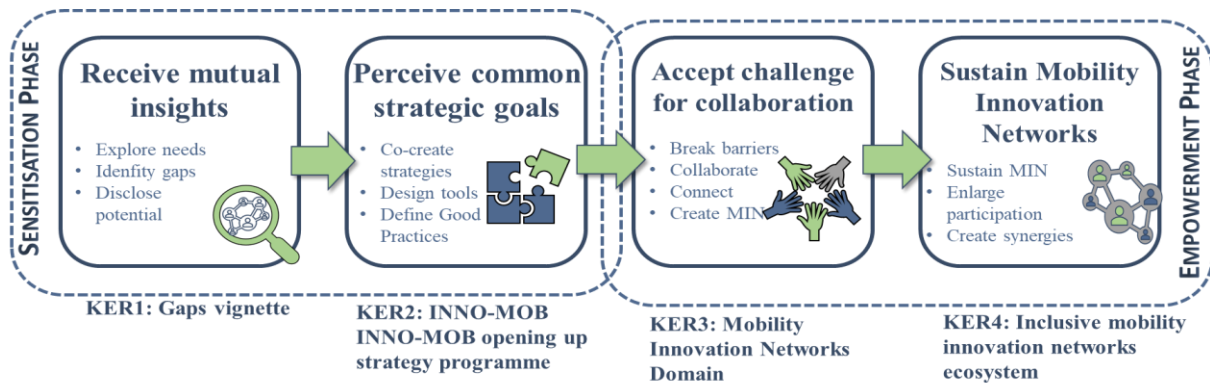 SENSITISATION PHASE
Receive mutual
insights
• Explore needs
• Idenfity gaps
• Disclose
potential
KER1: Gaps vignette
Perceive common
strategic goals
• Co-create
strategies
• Design tools
• Define Good
Practices
KER2: INNO-MOB
INNO-MOB opening up
strategy programme
Accept challenge
for collaboration
• Break barriers
• Collaborate
• Connect
• Create MIN
KER3: Mobility
Innovation Networks
Domain
Sustain Mobility
Innovation
Networks
• Sustain MIN
• Enlarge
participation
• Create synergies
KER4: Inclusive mobility
innovation networks
ecosystem
EMPOWERMENT PHASE